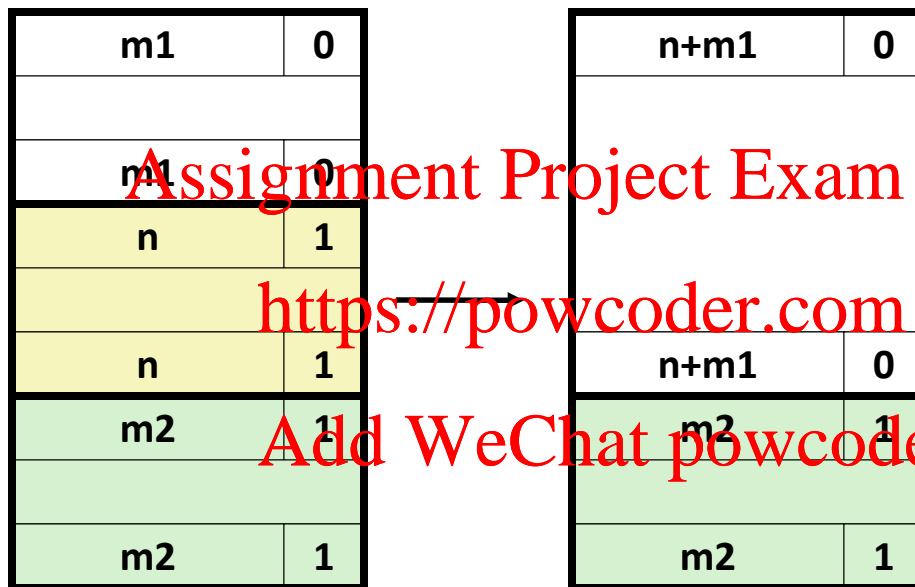 m1 0 n+m1 0
m1 0
Assignment Project Exam
n 1
https://powcoder.com
n 1 n+m1 0
m2 1 m2 1
Add WeChat powcode
m2 1 m2 1